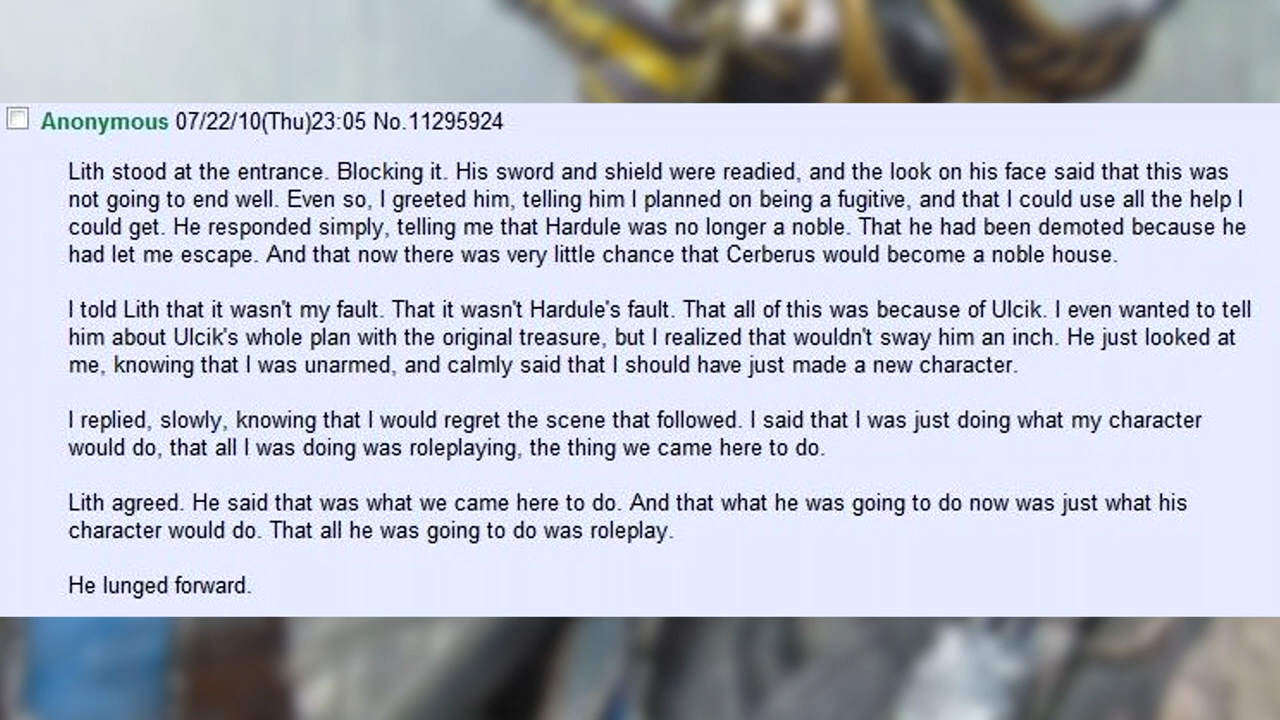 Anonymous 07/22/10(Thu)23:05 No.11295924
Lith stood at the entrance. Blocking it. His sword and shield were readied, and the look on his face said that this was
not going to end well. Even so, I greeted him, telling him I planned on being a fugitive, and that I could use all the help I
could get. He responded simply, telling me that Hardule was no longer a noble. That he had been demoted because he
had let me escape. And that now there was very little chance that Cerberus would become a noble house.
I told Lith that it wasn't my fault. That it wasn't Hardule's fault. That all of this was because of Ulcik. I even wanted to tell
him about Ulcik's whole plan with the original treasure, but I realized that wouldn't sway him an inch. He just looked at
me, knowing that I was unarmed, and calmly said that I should have just made a new character.
I replied, slowly, knowing that I would regret the scene that followed. I said that I was just doing what my character
would do, that all I was doing was roleplaying, the thing we came here to do.
Lith agreed. He said that was what we came here to do. And that what he was going to do now was just what his
character would do. That all he was going to do was roleplay.
He lunged forward.